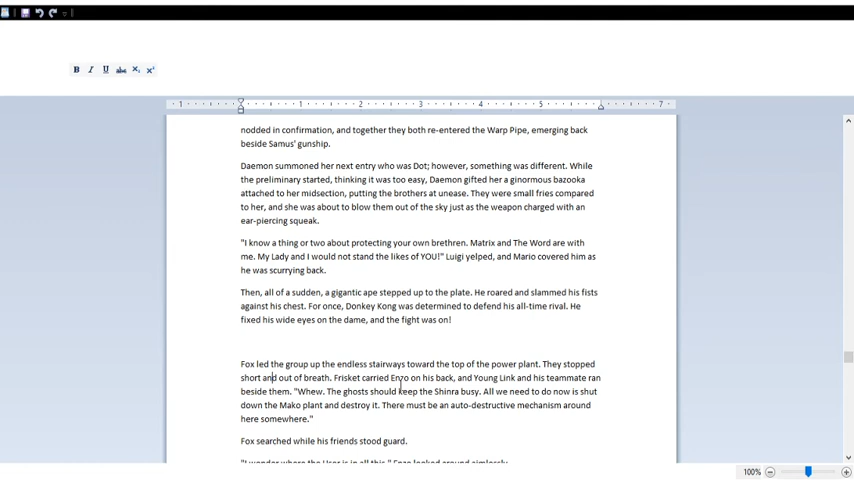 B I U abc X₂ X²
1 1 2 3 4 5 7
nodded in confirmation, and together they both re-entered the Warp Pipe, emerging back
beside Samus' gunship.
Daemon summoned her next entry who was Dot; however, something was different. While
the preliminary started, thinking it was too easy, Daemon gifted her a ginormous bazooka
attached to her midsection, putting the brothers at unease. They were small fries compared
to her, and she was about to blow them out of the sky just as the weapon charged with an
ear-piercing squeak.
"I know a thing or two about protecting your own brethren. Matrix and The Word are with
me. My Lady and I would not stand the likes of YOU!" Luigi yelped, and Mario covered him as
he was scurrying back.
Then, all of a sudden, a gigantic ape stepped up to the plate. He roared and slammed his fists
against his chest. For once, Donkey Kong was determined to defend his all-time rival. He
fixed his wide eyes on the dame, and the fight was on!
Fox led the group up the endless stairways toward the top of the power plant. They stopped
short and out of breath. Frisket carried Enzo on his back, and Young Link and his teammate ran
beside them. "Whew. The ghosts should keep the Shinra busy. All we need to do now is shut
down the Mako plant and destroy it. There must be an auto-destructive mechanism around
here somewhere."
Fox searched while his friends stood guard.
"I wonder where the User is in all this." Enzo looked around aimlessly.
100%